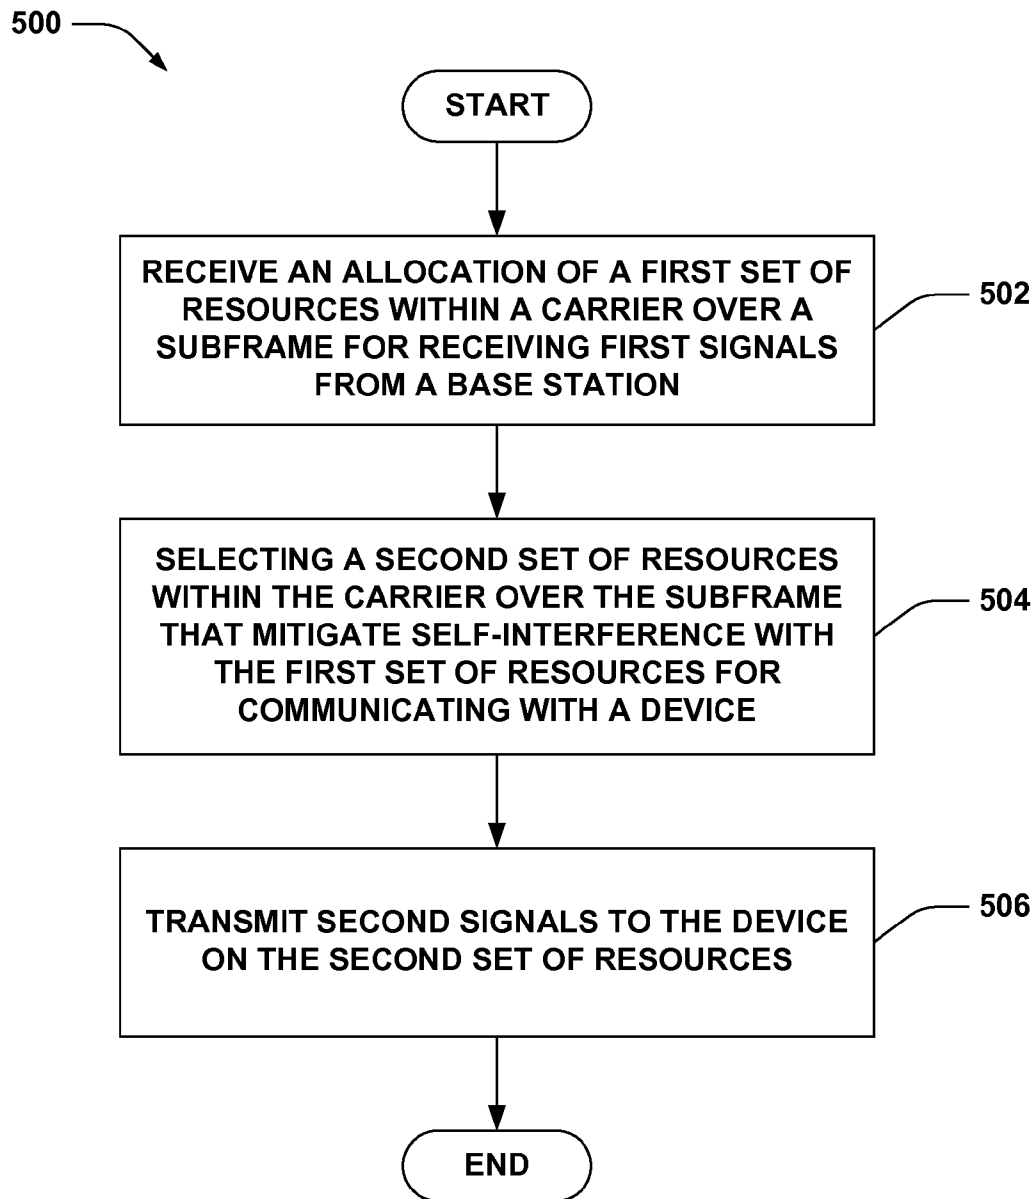 500
START
RECEIVE AN ALLOCATION OF A FIRST SET OF
RESOURCES WITHIN A CARRIER OVER A
SUBFRAME FOR RECEIVING FIRST SIGNALS
FROM A BASE STATION
502
SELECTING A SECOND SET OF RESOURCES
WITHIN THE CARRIER OVER THE SUBFRAME
THAT MITIGATE SELF-INTERFERENCE WITH
THE FIRST SET OF RESOURCES FOR
COMMUNICATING WITH A DEVICE
504
TRANSMIT SECOND SIGNALS TO THE DEVICE
ON THE SECOND SET OF RESOURCES
506
END